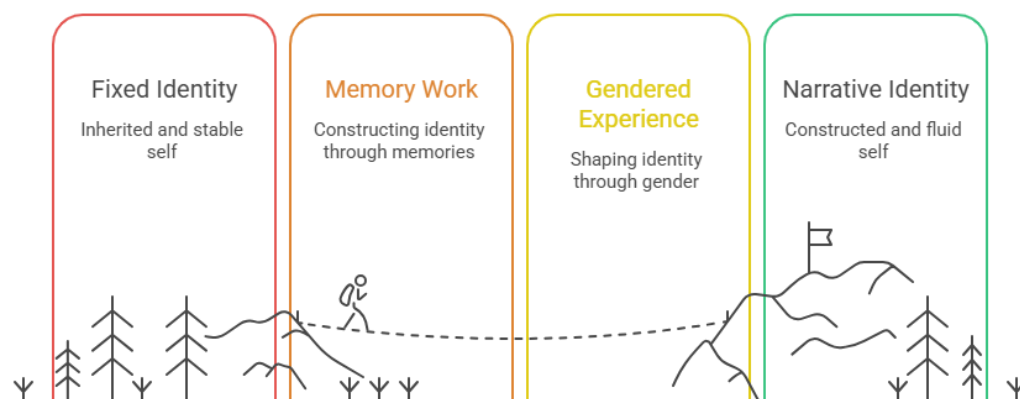 Fixed Identity
Inherited and stable
self
Memory Work
Constructing identity
through memories
Gendered
Experience
Shaping identity
through gender
Narrative Identity
Constructed and fluid
self